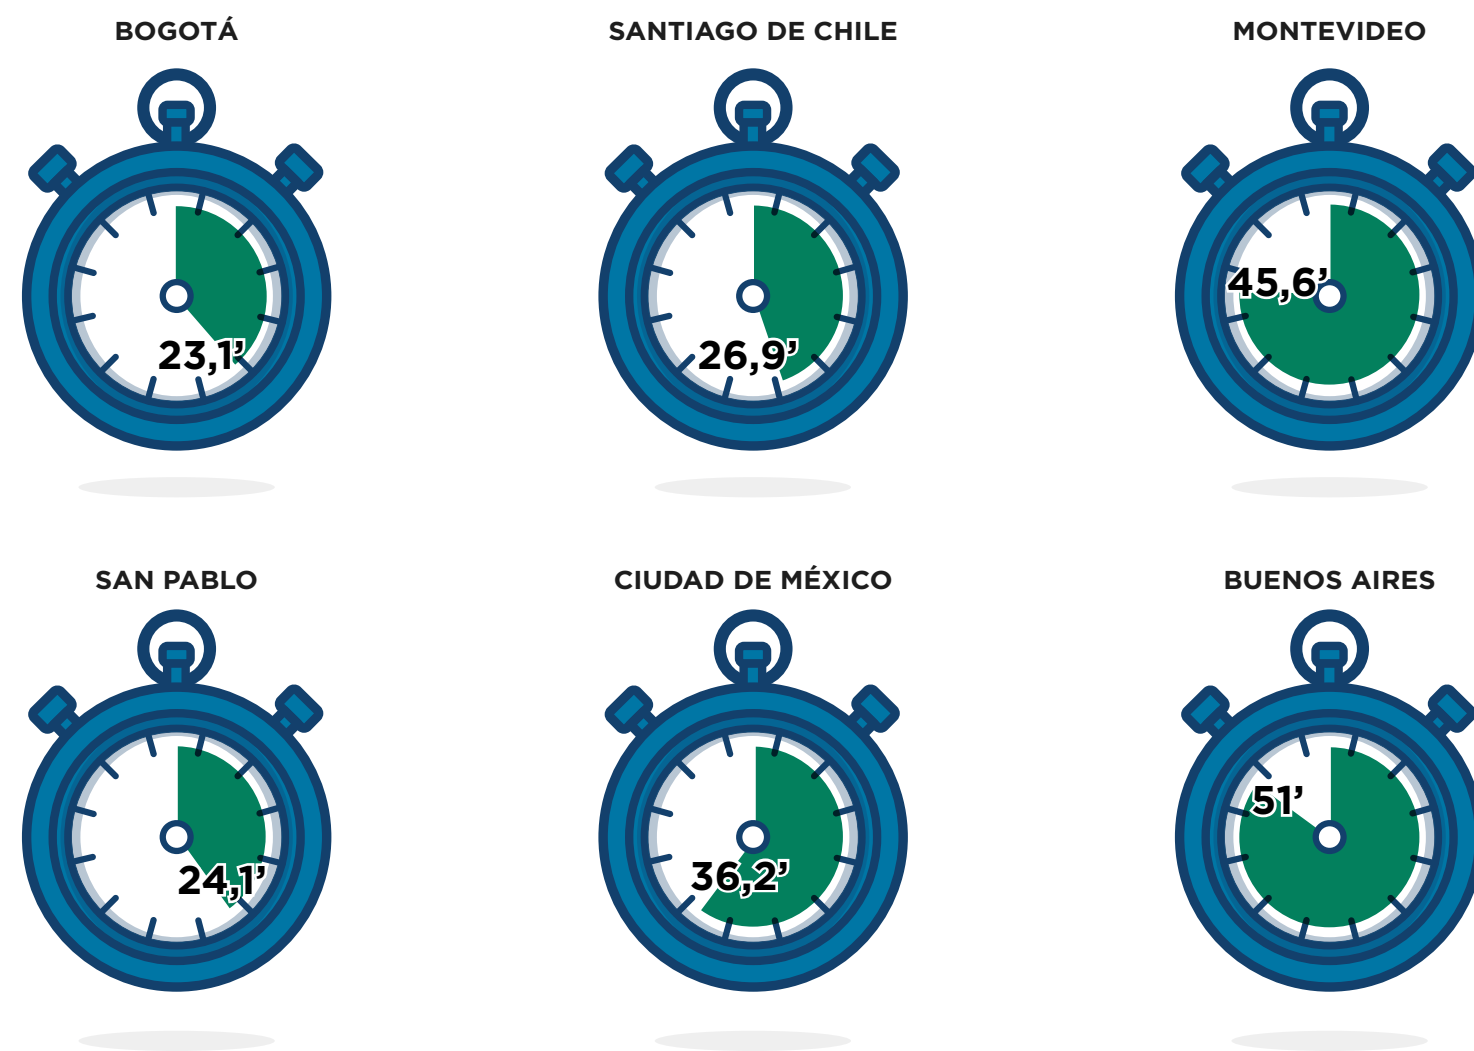 BOGOTÁ
SANTIAGO DE CHILE
MONTEVIDEO
23,1’
26,9’
45,6’
SAN PABLO
CIUDAD DE MÉXICO
BUENOS AIRES
24,1’
36,2’
51’